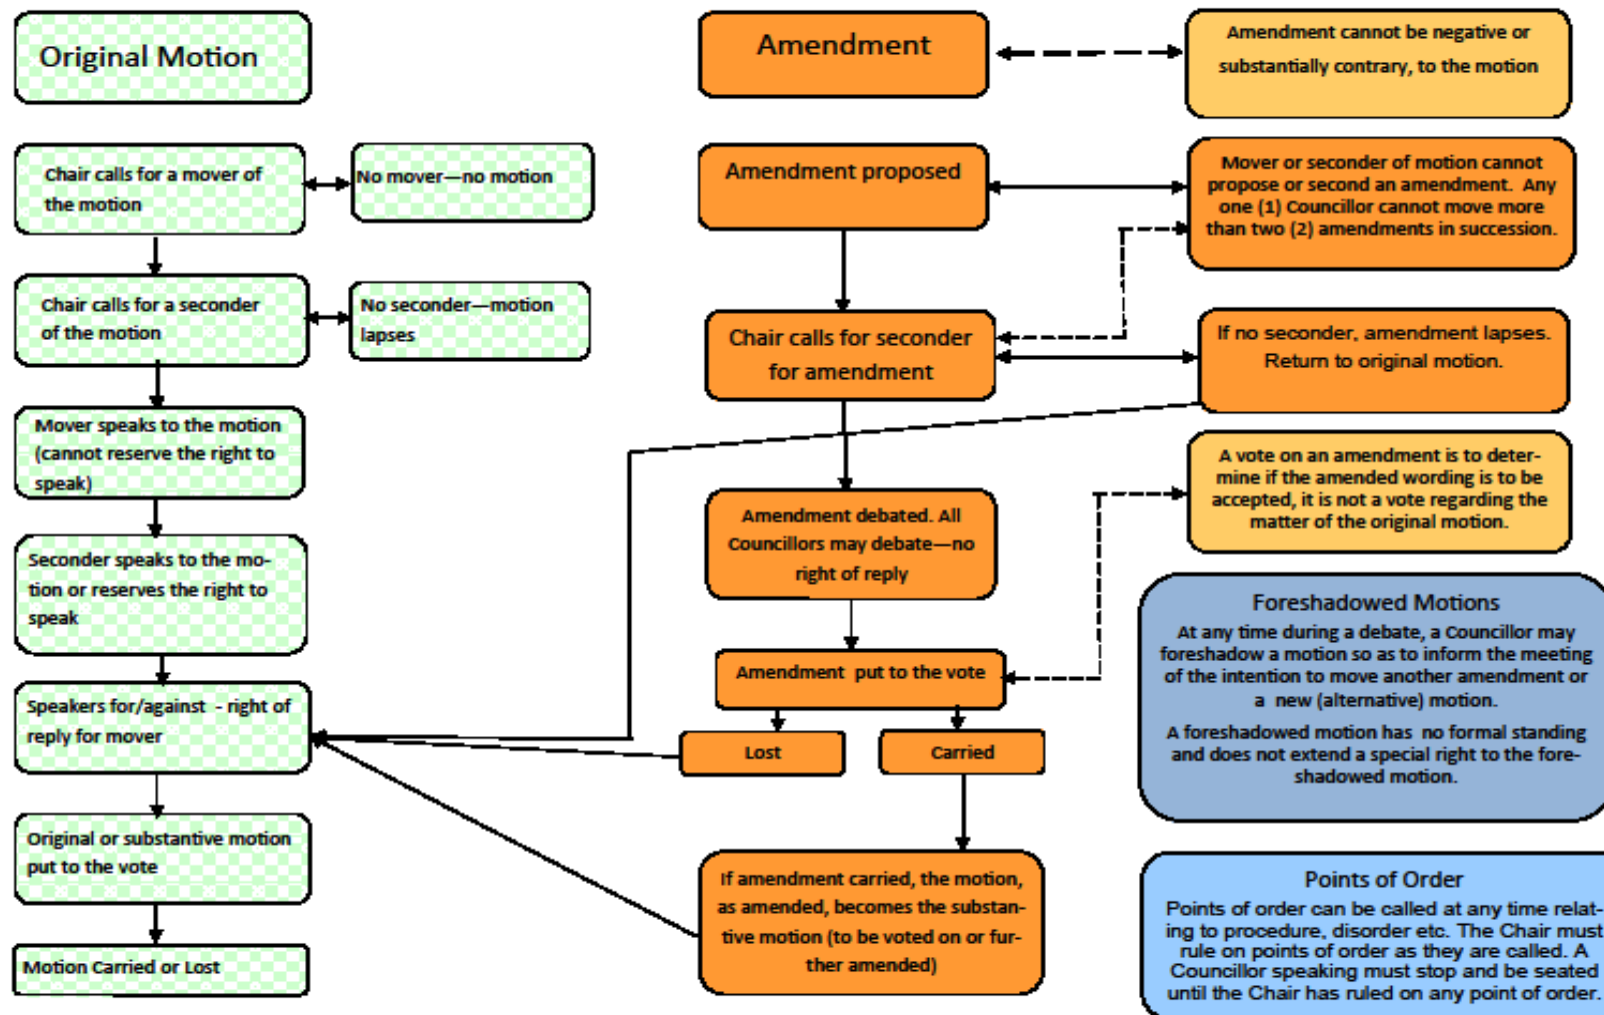 Original Motion
Chair calls for a mover of
the motion
No mover—no motion
Chair calls for a seconder
of the motion
No seconder—motion
lapses
Mover speaks to the motion
(cannot reserve the right to
speak)
Seconder speaks to the mo-
tion or reserves the right to
speak
Speakers for/against - right of
reply for mover
Original or substantive motion
put to the vote
Motion Carried or Lost
Amendment
Amendment proposed
Chair calls for seconder
for amendment
Amendment debated. All
Councillors may debate—no
right of reply
Amendment put to the vote
Lost
Carried
If amendment carried, the motion,
as amended, becomes the substan-
tive motion (to be voted on or fur-
ther amended)
Amendment cannot be negative or
substantially contrary, to the motion
Mover or seconder of motion cannot
propose or second an amendment. Any
one (1) Councillor cannot move more
than two (2) amendments in succession.
If no seconder, amendment lapses.
Return to original motion.
A vote on an amendment is to deter-
mine if the amended wording is to be
accepted, it is not a vote regarding the
matter of the original motion.
Foreshadowed Motions
At any time during a debate, a Councillor may
foreshadow a motion so as to inform the meeting
of the intention to move another amendment or
a new (alternative) motion.
A foreshadowed motion has no formal standing
and does not extend a special right to the fore-
shadowed motion.
Points of Order
Points of order can be called at any time relat-
ing to procedure, disorder etc. The Chair must
rule on points of order as they are called. A
Councillor speaking must stop and be seated
until the Chair has ruled on any point of order.